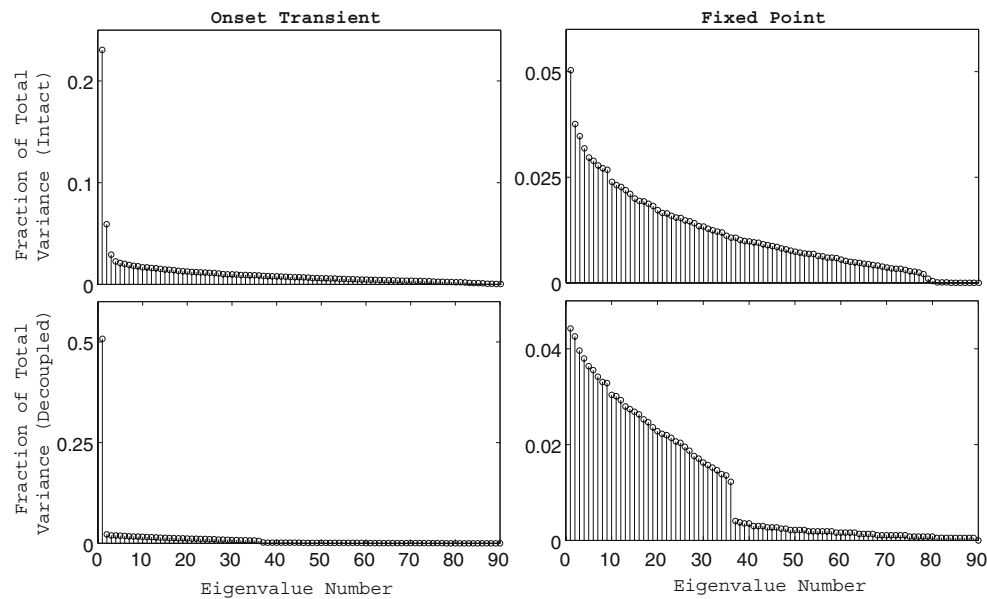 Onset Transient
Fixed Point
Fraction of Total
Variance (Intact)
0.2
0.1
0
0.05
0.025
0
Fraction of Total
Variance (Decoupled)
0.5
0.25
0
0 10 20 30 40 50 60 70 80 90
Eigenvalue Number
0.04
0.02
0
0 10 20 30 40 50 60 70 80 90
Eigenvalue Number